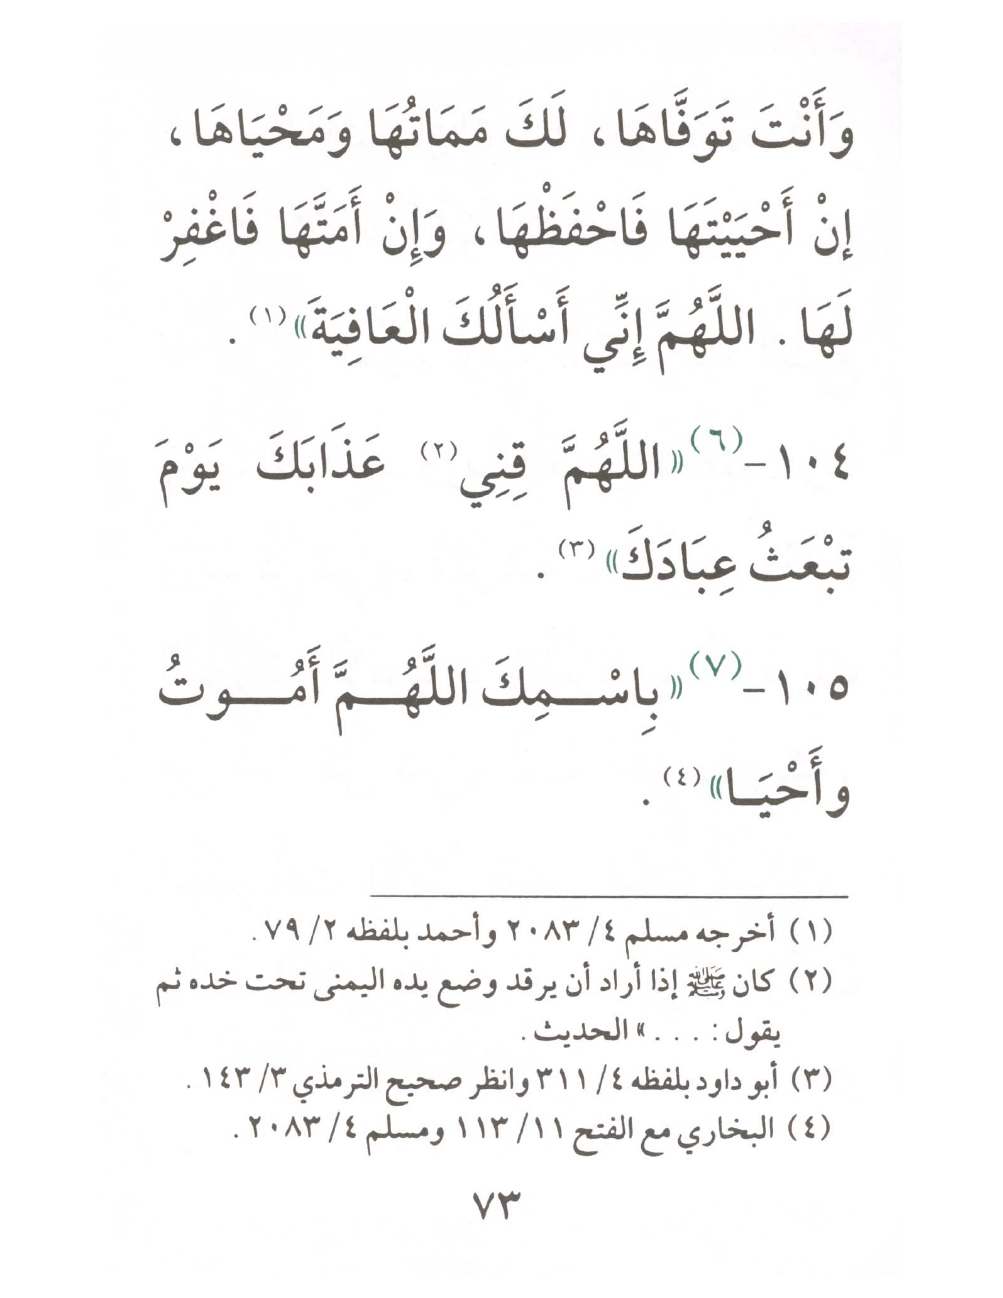 وَأَنْتَ تَوَفَّاهَا، لَكَ مَمَاتُهَا وَمَحْيَاهَا،
إِنْ أَحْيَيْتَهَا فَاحْفَظْهَا، وَإِنْ أَمَتَّهَا فَاغْفِرْ
لَهَا. اللَّهُمَّ إِنِّي أَسْأَلُكَ الْعَافِيَةَ»(١).
١٠٤-(٦)«اللَّهُمَّ قِنِي(٢) عَذَابَكَ يَوْمَ
تَبْعَثُ عِبَادَكَ»(٣).
١٠٥-(٧)«بِاسْمِكَ اللَّهُمَّ أَمُوتُ
وأَحْيَا»(٤).
(١) أخرجه مسلم ٤/ ٢٠٨٣ وأحمد بلفظه ٢/ ٧٩.
(٢) كان ﷺ إذا أراد أن يرقد وضع يده اليمنى تحت خده ثم
يقول: . . . » الحديث.
(٣) أبو داود بلفظه ٤/ ٣١١ وانظر صحيح الترمذي ٣/ ١٤٣.
(٤) البخاري مع الفتح ١١/ ١١٣ ومسلم ٤/ ٢٠٨٣.
٧٣